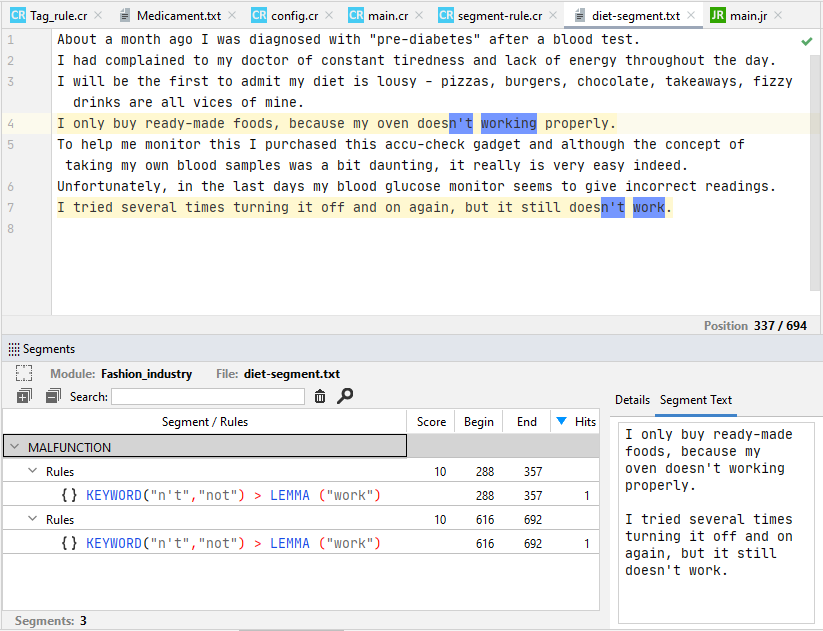 CR Tag_rule.cr
Medicament.txt
CR config.cr
CR main.cr
CR segment-rule.cr
diet-segment.txt
JR main.jr
1 About a month ago I was diagnosed with "pre-diabetes" after a blood test.
2 I had complained to my doctor of constant tiredness and lack of energy throughout the day.
3 I will be the first to admit my diet is lousy - pizzas, burgers, chocolate, takeaways, fizzy
drinks are all vices of mine.
4 I only buy ready-made foods, because my oven doesn't working properly.
5 To help me monitor this I purchased this accu-check gadget and although the concept of
taking my own blood samples was a bit daunting, it really is very easy indeed.
6 Unfortunately, in the last days my blood glucose monitor seems to give incorrect readings.
7 I tried several times turning it off and on again, but it still doesn't work.
8
Position 337 / 694
Segments
Module: Fashion_industry File: diet-segment.txt
Search:
Segment / Rules Score Begin End Hits
MALFUNCTION
Rules 10 288 357
{} KEYWORD("n't","not") > LEMMA ("work") 288 357 1
Rules 10 616 692
{} KEYWORD("n't","not") > LEMMA ("work") 616 692 1
Segments: 3
Details Segment Text
I only buy ready-made
foods, because my
oven doesn't working
properly.
I tried several times
turning it off and on
again, but it still
doesn't work.